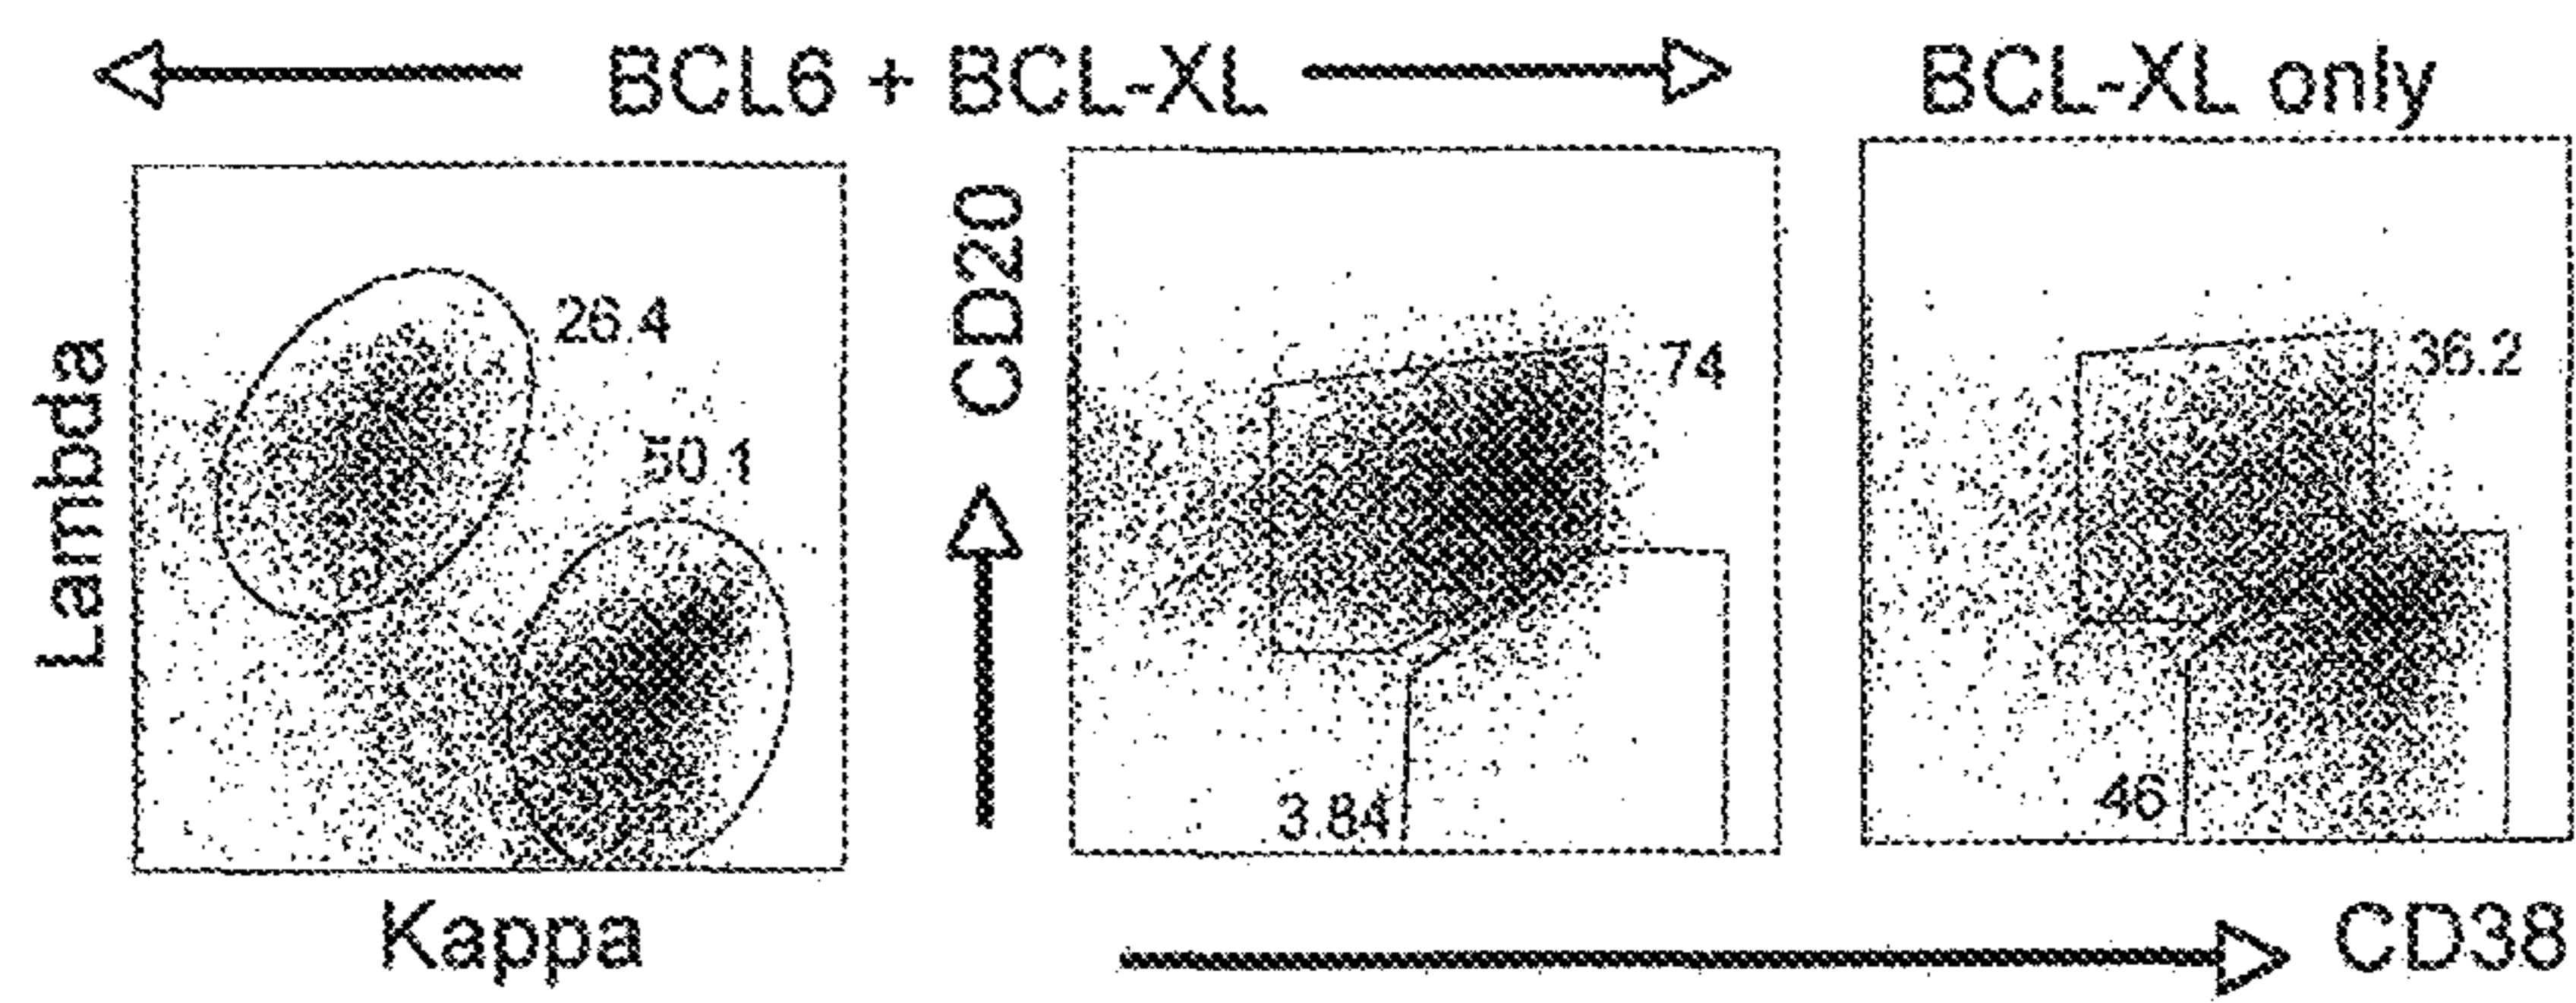 BCL6 + BCL-XL
BCL-XL only
Lambda
26.4
50.1
Kappa
CD20
74
3.84
36.2
46
CD38